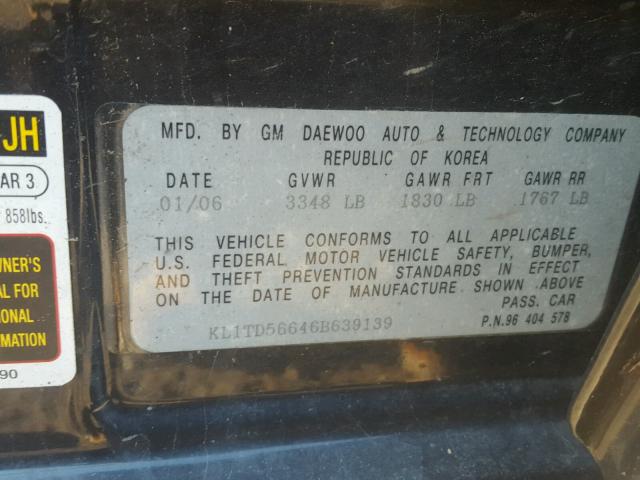 JH
AR 3
858lbs.
WNER'S
AL FOR
ONAL
RMATION
90
MFD. BY GM DAEWOO AUTO & TECHNOLOGY COMPANY
REPUBLIC OF KOREA
DATE GVWR GAWR FRT GAWR RR
01/06 3348 LB 1830 LB 1767 LB
THIS VEHICLE CONFORMS TO ALL APPLICABLE
U.S. FEDERAL MOTOR VEHICLE SAFETY, BUMPER,
AND THEFT PREVENTION STANDARDS IN EFFECT
ON THE DATE OF MANUFACTURE SHOWN ABOVE
PASS. CAR
KL1TD56646B639139
P.N.96 404 578